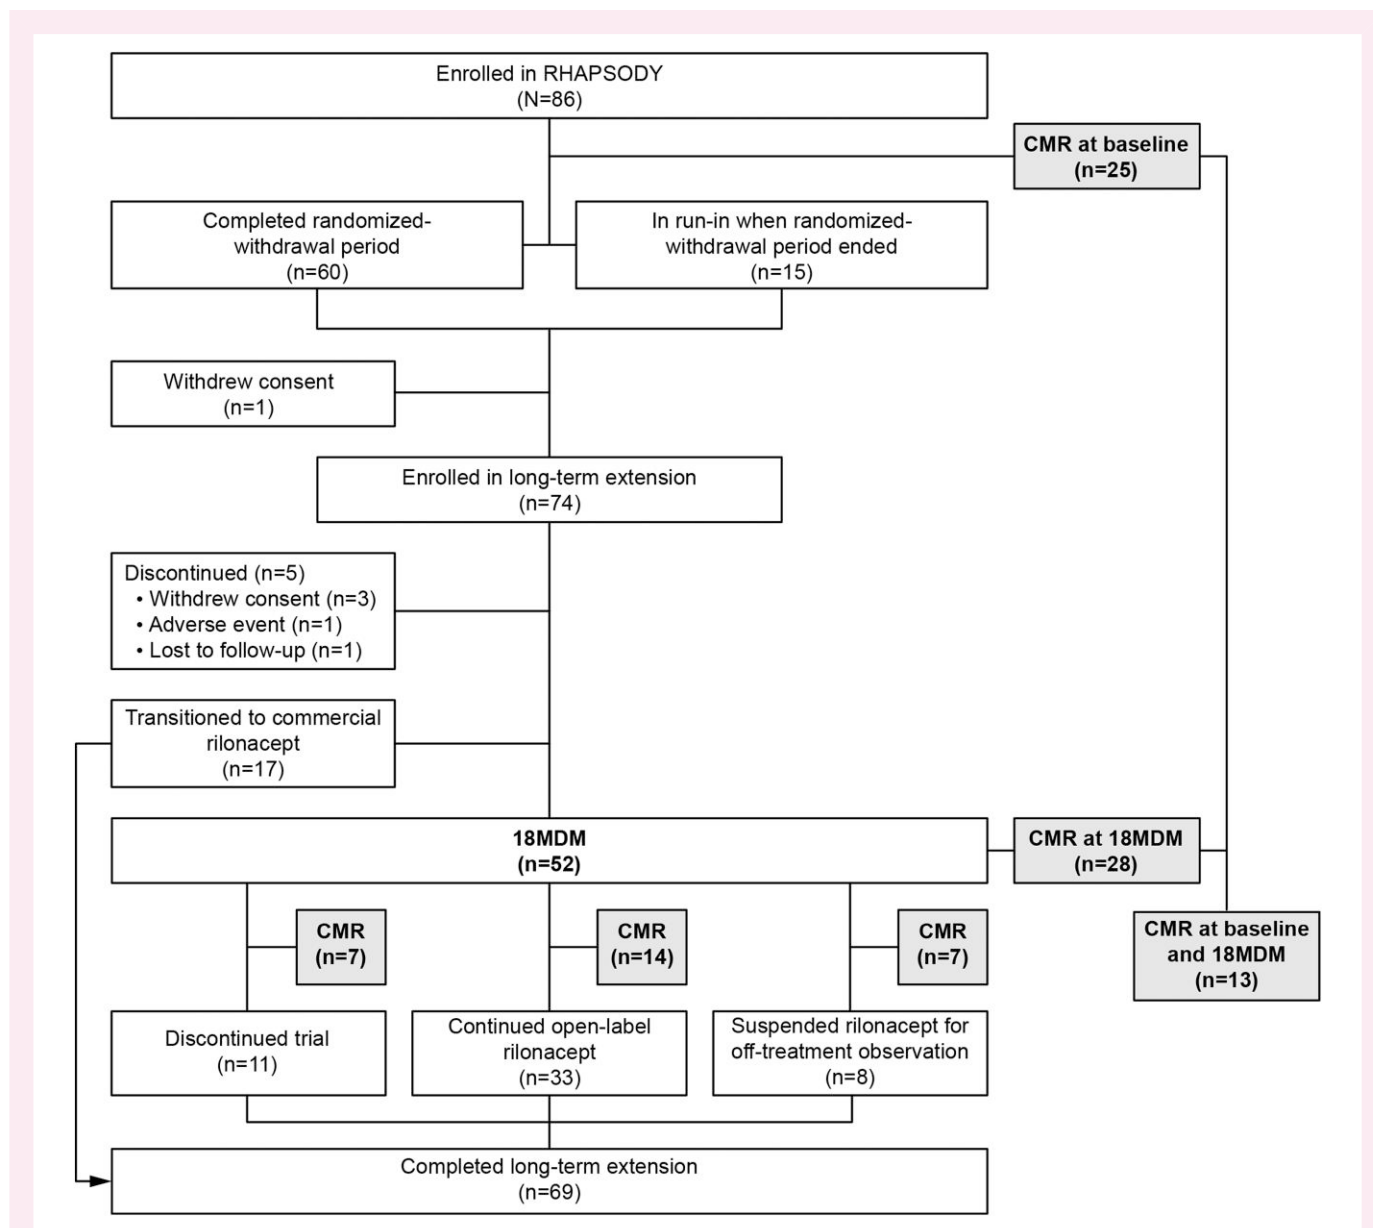 Enrolled in RHAPSODY
(N=86)
CMR at baseline
(n=25)
Completed randomized-
withdrawal period
(n=60)
In run-in when randomized-
withdrawal period ended
(n=15)
Withdrew consent
(n=1)
Enrolled in long-term extension
(n=74)
Discontinued (n=5)
• Withdrew consent (n=3)
• Adverse event (n=1)
• Lost to follow-up (n=1)
Transitioned to commercial
rilonacept
(n=17)
18MDM
(n=52)
CMR at 18MDM
(n=28)
CMR
(n=7)
CMR
(n=14)
CMR
(n=7)
CMR at baseline
and 18MDM
(n=13)
Discontinued trial
(n=11)
Continued open-label
rilonacept
(n=33)
Suspended rilonacept for
off-treatment observation
(n=8)
Completed long-term extension
(n=69)